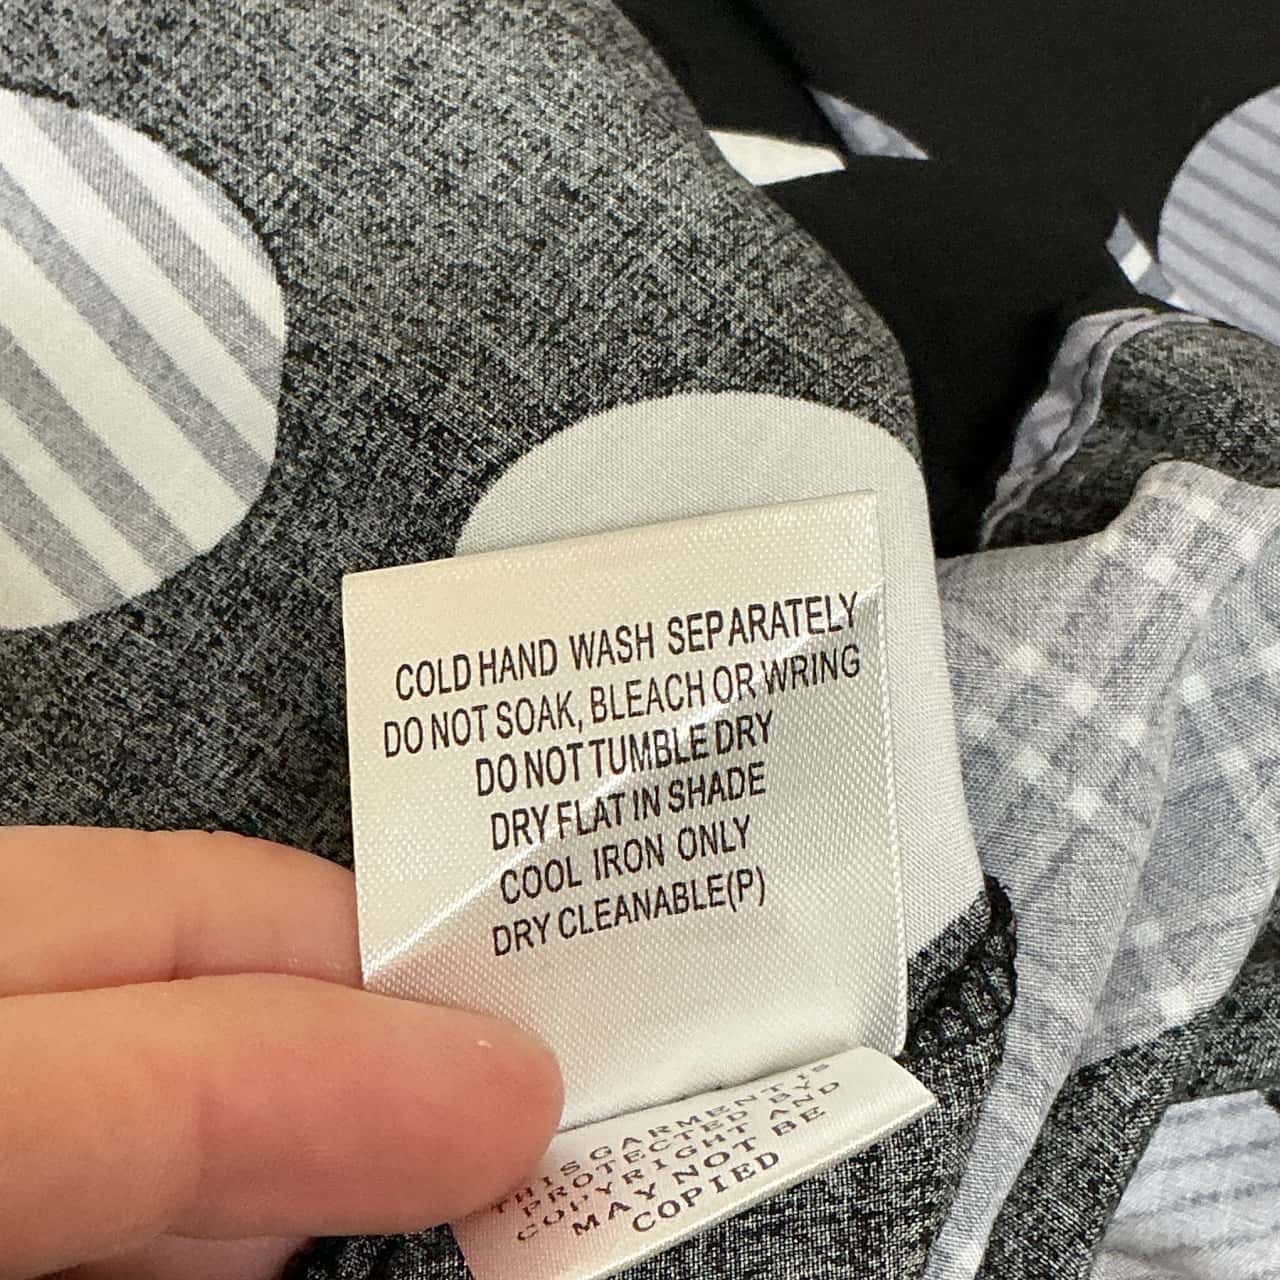 COLD HAND WASH SEPARATELY
DO NOT SOAK, BLEACH OR WRING
DO NOT TUMBLE DRY
DRY FLAT IN SHADE
COOL IRON ONLY
DRY CLEANABLE(P)
THIS GARMENT IS
PROTECTED BY
COPYRIGHT AND
MAY NOT BE
COPIED